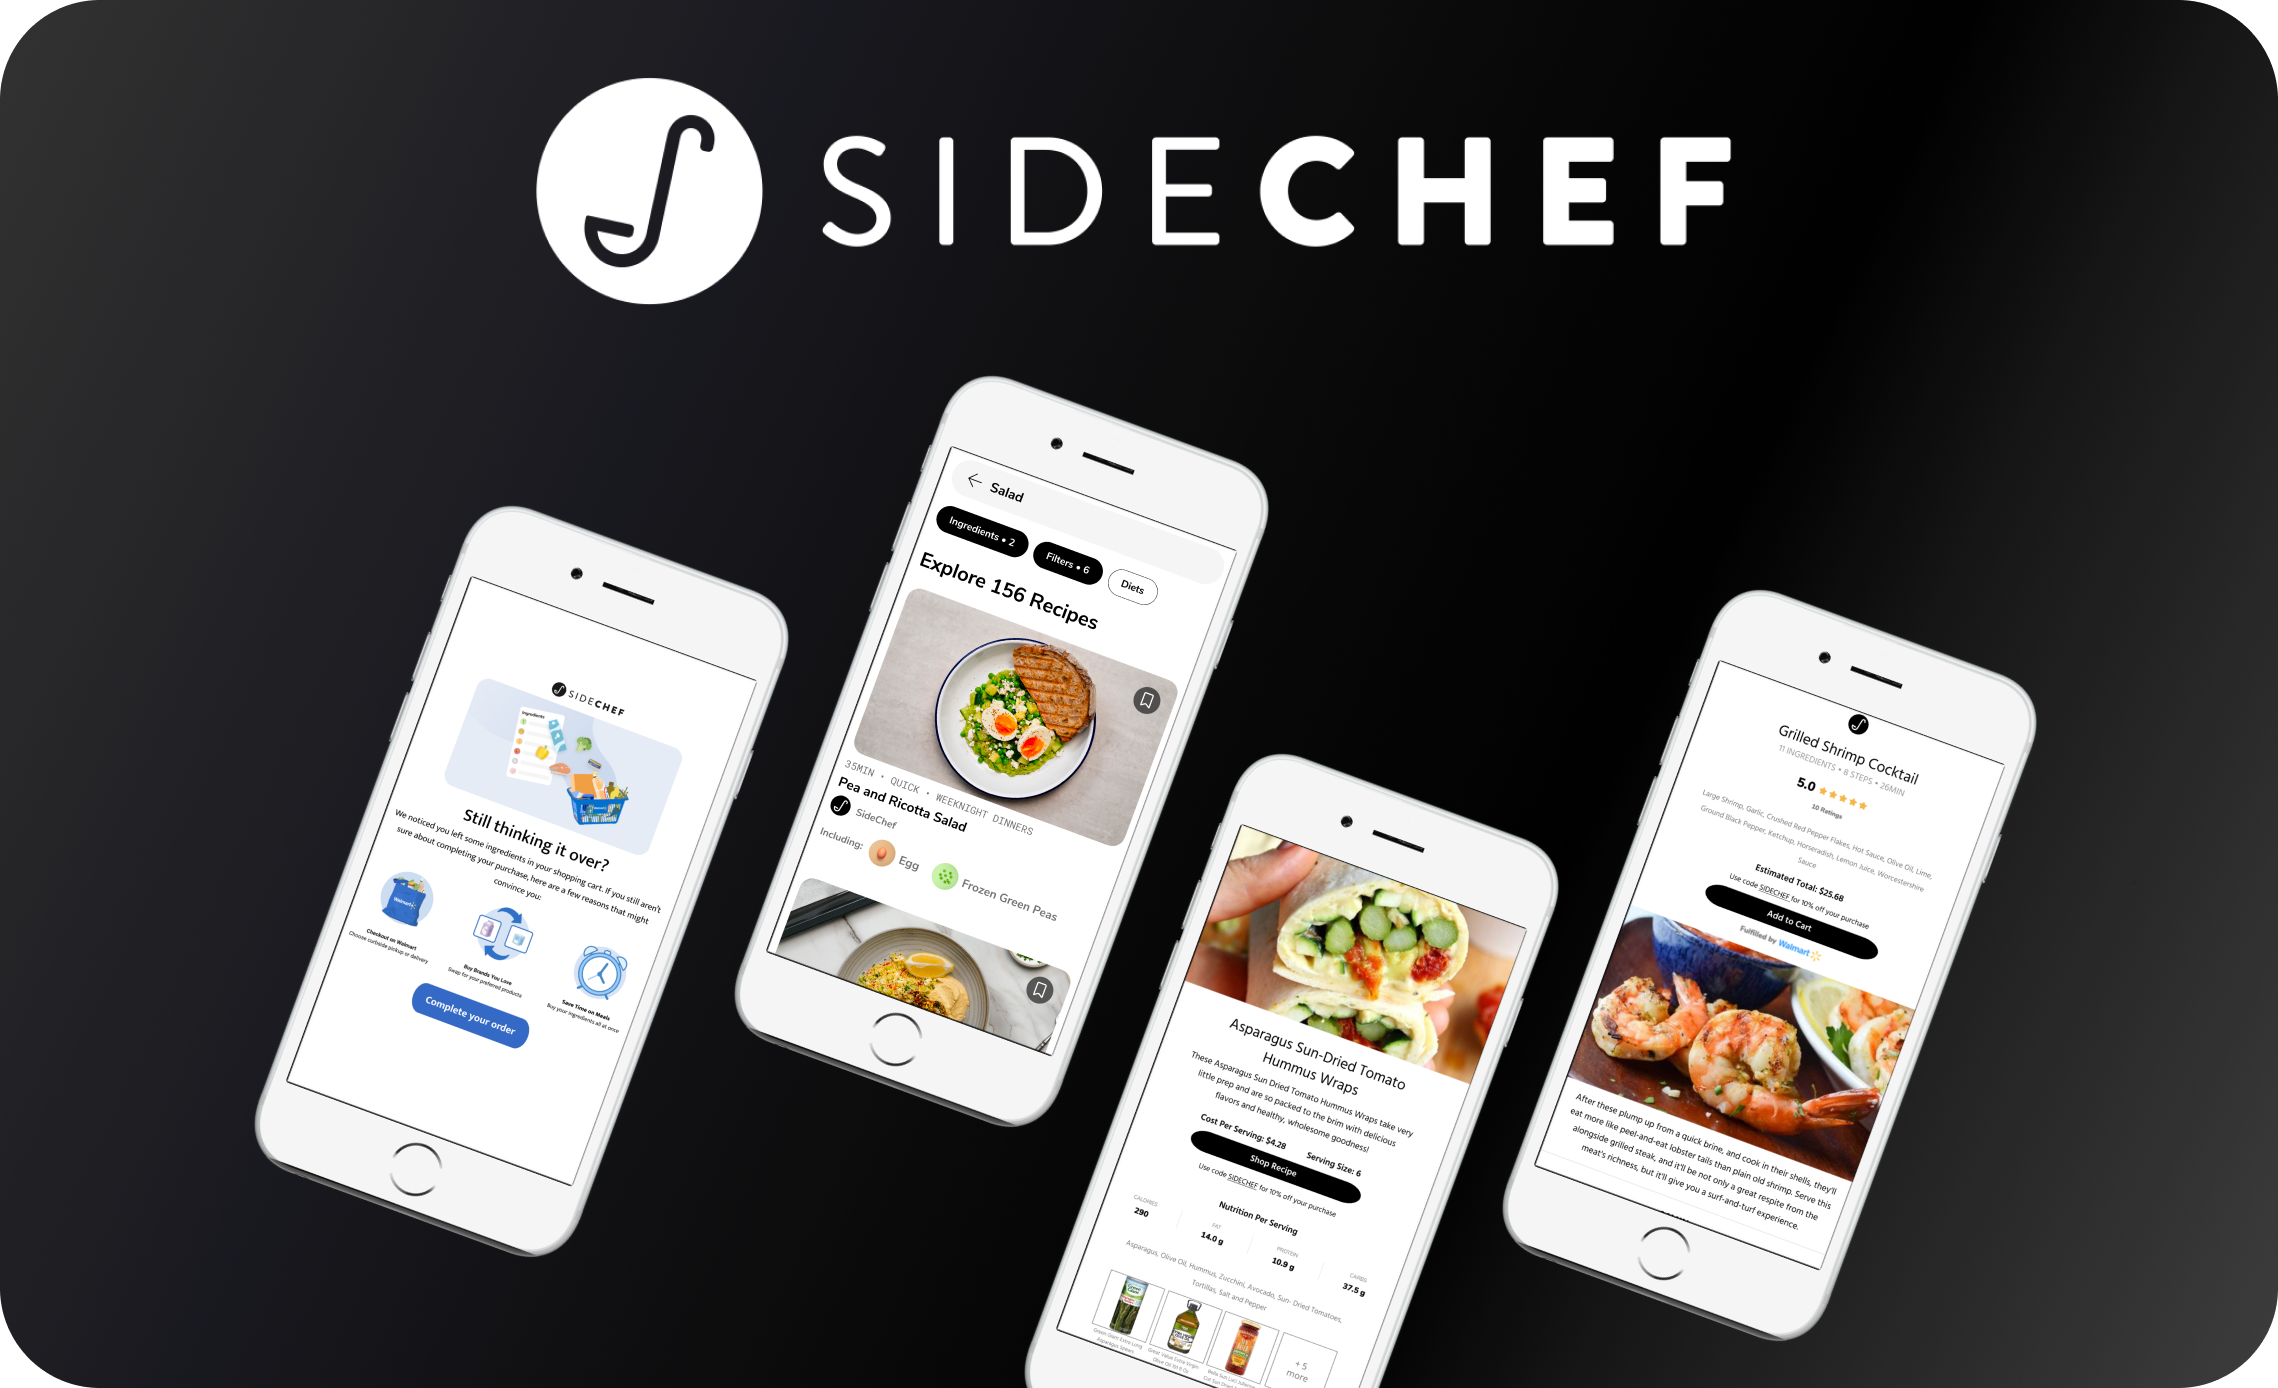 SIDECHEF
SIDECHEF
Ingredients
Still thinking it over?
We noticed you left some ingredients in your shopping cart. If you still aren't
sure about completing your purchase, here are a few reasons that might
convince you:
Walmart
Checkout on Walmart
Choose curbside pickup or delivery
Buy Brands You Love
Swap for your preferred products
Save Time on Meals
Buy your ingredients all at once
Complete your order
Salad
Ingredients • 2
Filters • 6
Diets
Explore 156 Recipes
35MIN • QUICK • WEEKNIGHT DINNERS
Pea and Ricotta Salad
SideChef
Including:
Egg
Frozen Green Peas
Asparagus Sun-Dried Tomato
Hummus Wraps
These Asparagus Sun Dried Tomato Hummus Wraps take very
little prep and are so packed to the brim with delicious
flavors and healthy, wholesome goodness!
Cost Per Serving: $4.28
Serving Size: 6
Shop Recipe
Use code SIDECHEF for 10% off your purchase
Nutrition Per Serving
CALORIES
290
FAT
14.0 g
PROTEIN
10.9 g
CARBS
37.5 g
Asparagus, Olive Oil, Hummus, Zucchini, Avocado, Sun- Dried Tomatoes,
Tortillas, Salt and Pepper
Green Giant Extra Long
Asparagus Spears
Great Value Extra Virgin
+ 5
more
Grilled Shrimp Cocktail
11 INGREDIENTS • 8 STEPS • 26MIN
5.0
10 Ratings
Large Shrimp, Garlic, Crushed Red Pepper Flakes, Hot Sauce, Olive Oil, Lime,
Ground Black Pepper, Ketchup, Horseradish, Lemon Juice, Worcestershire
Sauce
Estimated Total: $25.68
Use code SIDECHEF for 10% off your purchase
Add to Cart
Fulfilled by Walmart
After these plump up from a quick brine, and cook in their shells, they'll
eat more like peel-and-eat lobster tails than plain old shrimp. Serve this
alongside grilled steak, and it'll be not only a great respite from the
meat's richness, but it'll give you a surf-and-turf experience.